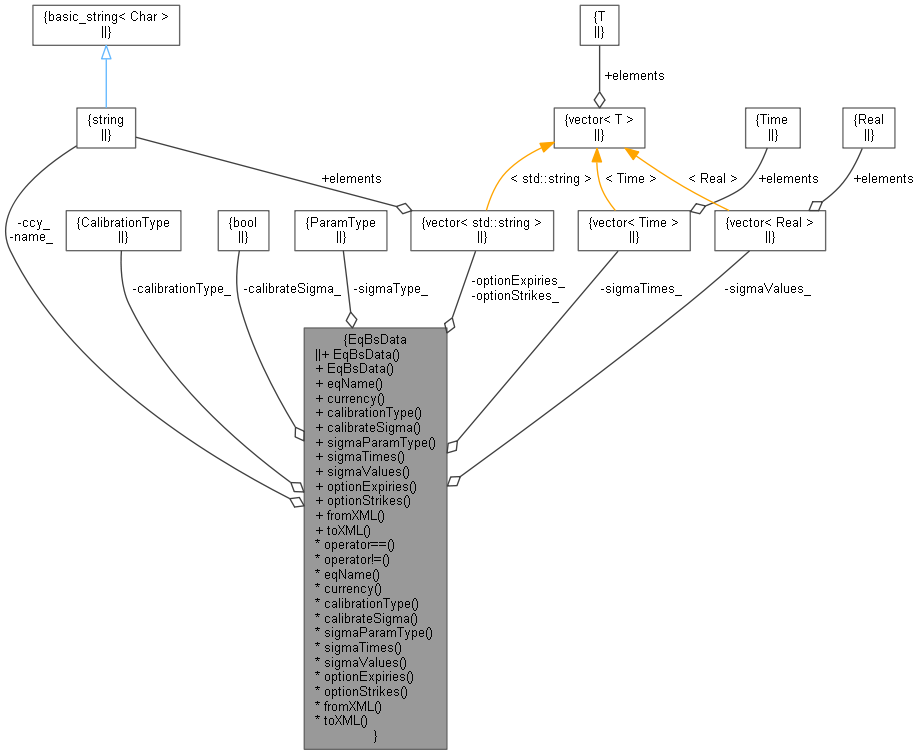 {basic_string< Char >
||}
{T
||}
+elements
{string
||}
{vector< T >
||}
{Time
||}
{Real
||}
+elements
< std::string >
< Time >
< Real >
+elements
+elements
-ccy_
-name_
{CalibrationType
||}
{bool
||}
{ParamType
||}
{vector< std::string >
||}
{vector< Time >
||}
{vector< Real >
||}
-calibrationType_
-calibrateSigma_
-sigmaType_
-optionExpiries_
-optionStrikes_
-sigmaTimes_
-sigmaValues_
{EqBsData
||+ EqBsData()
+ EqBsData()
+ eqName()
+ currency()
+ calibrationType()
+ calibrateSigma()
+ sigmaParamType()
+ sigmaTimes()
+ sigmaValues()
+ optionExpiries()
+ optionStrikes()
+ fromXML()
+ toXML()
* operator==()
* operator!=()
* eqName()
* currency()
* calibrationType()
* calibrateSigma()
* sigmaParamType()
* sigmaTimes()
* sigmaValues()
* optionExpiries()
* optionStrikes()
* fromXML()
* toXML()
}